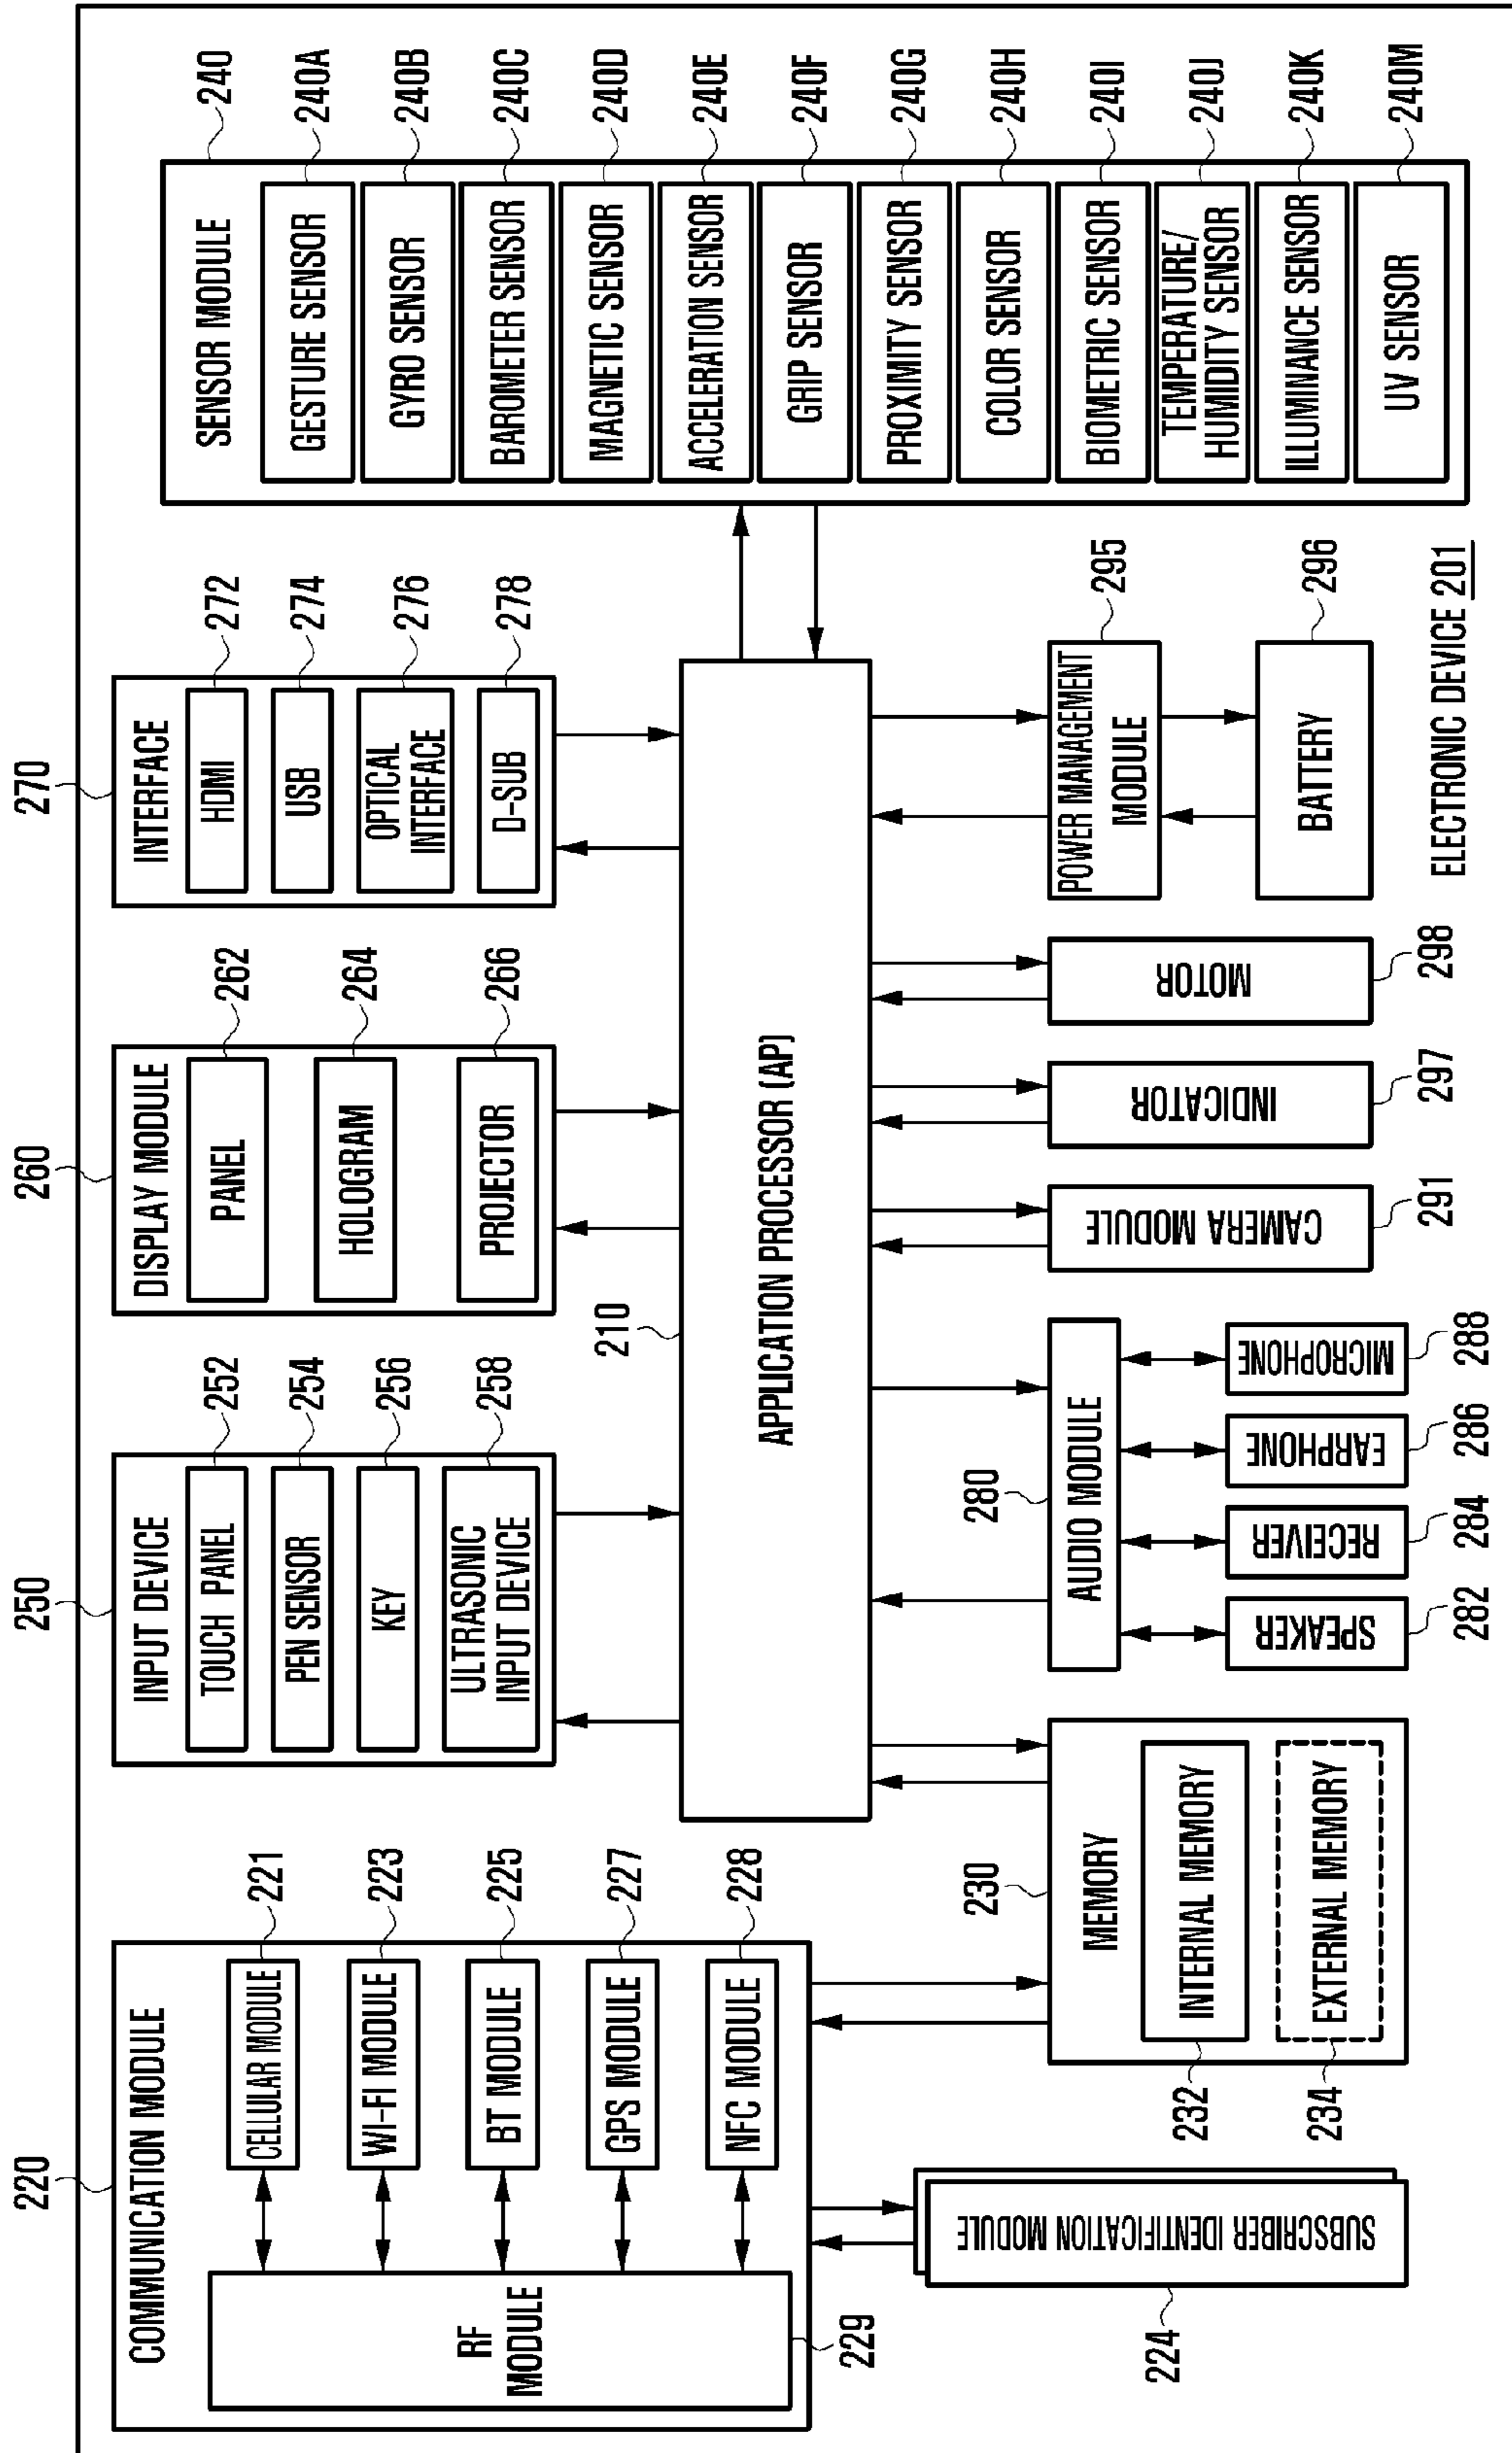 220
COMMUNICATION MODULE
RF
MODULE
229
CELLULAR MODULE
221
WI-FI MODULE
223
BT MODULE
225
GPS MODULE
227
NFC MODULE
228
SUBSCRIBER IDENTIFICATION MODULE
224
250
INPUT DEVICE
TOUCH PANEL
252
PEN SENSOR
254
KEY
256
ULTRASONIC
INPUT DEVICE
258
260
DISPLAY MODULE
PANEL
262
HOLOGRAM
264
PROJECTOR
266
270
INTERFACE
HDMI
272
USB
274
OPTICAL
INTERFACE
276
D-SUB
278
240
SENSOR MODULE
GESTURE SENSOR
240A
GYRO SENSOR
240B
BAROMETER SENSOR
240C
MAGNETIC SENSOR
240D
ACCELERATION SENSOR
240E
GRIP SENSOR
240F
PROXIMITY SENSOR
240G
COLOR SENSOR
240H
BIOMETRIC SENSOR
240I
TEMPERATURE/
HUMIDITY SENSOR
240J
ILLUMINANCE SENSOR
240K
UV SENSOR
240M
210
APPLICATION PROCESSOR (AP)
230
MEMORY
INTERNAL MEMORY
232
EXTERNAL MEMORY
234
280
AUDIO MODULE
SPEAKER
282
RECEIVER
284
EARPHONE
286
MICROPHONE
288
CAMERA MODULE
291
INDICATOR
297
MOTOR
298
POWER MANAGEMENT
MODULE
295
BATTERY
296
ELECTRONIC DEVICE 201